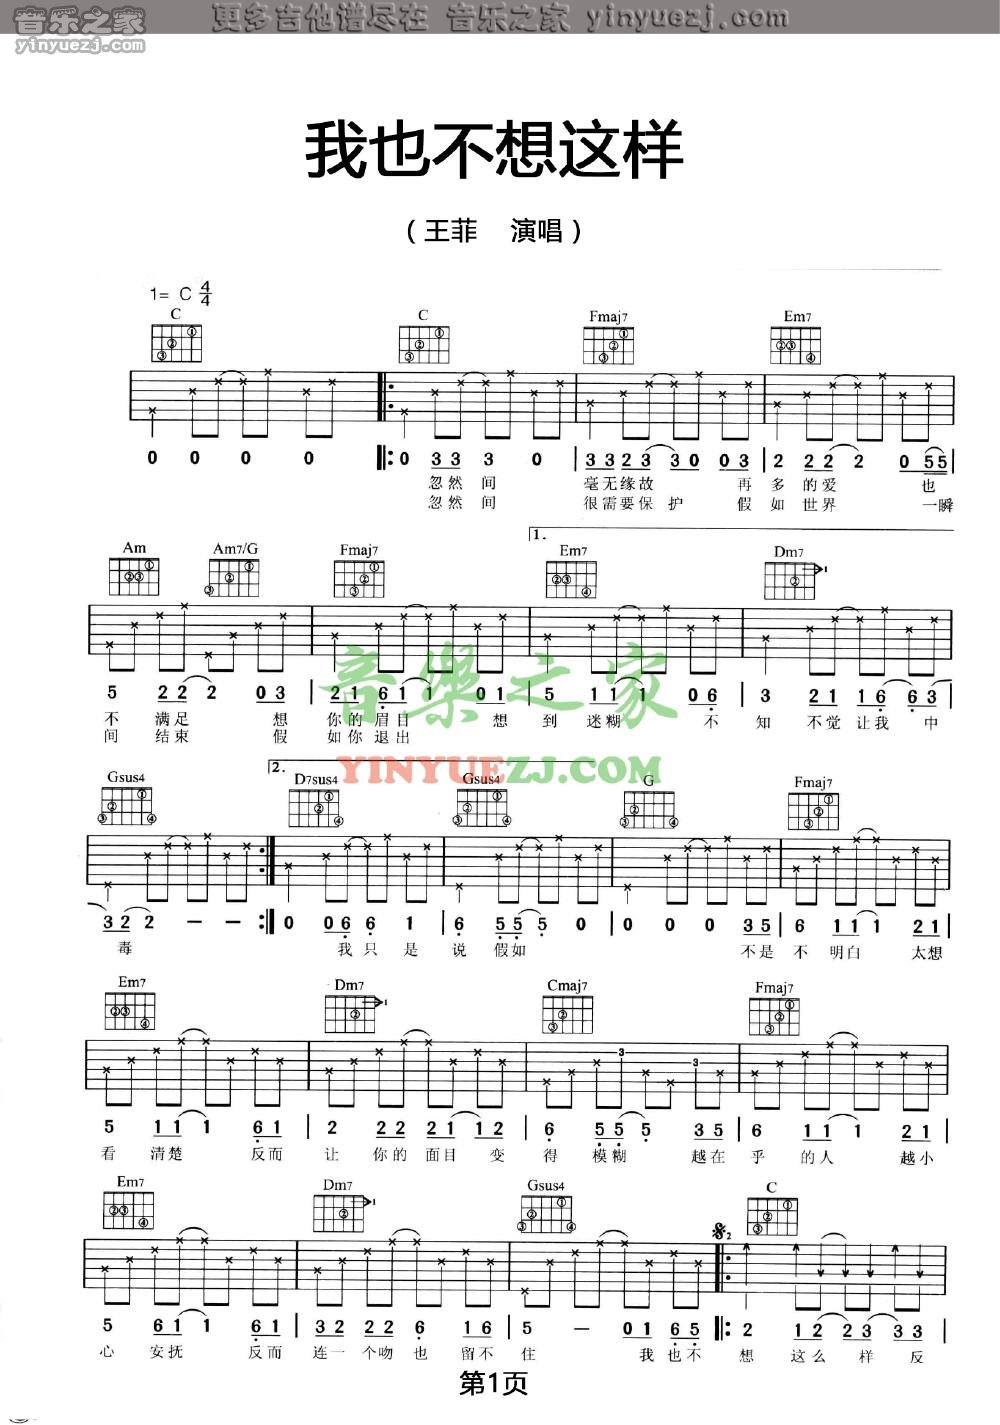 音乐之家 yinyuezj.com
更多吉他谱尽在 音乐之家 yinyuezj.com
我也不想这样
（王菲 演唱）
1= C 4/4
C C Fmaj7 Em7
0 0 0 0 0 3 3 3 0 3 3 2 3 3 0 0 3 2 2 2 2 0 5 5
忽然间 毫无缘故 再多的爱 也
忽然间 很需要保护 假如世界 一瞬
1.
Am Am7/G Fmaj7 Em7 Dm7
5 2 2 2 0 3 2 1 6 1 1 0 1 5 1 1 1 0 6 3 2 1 1 6 6 3
不满足 想你的眉目 想到迷糊 不知不觉让我中
间结束 假如你退出
音樂之家
YINYUEZJ.COM
2.
Gsus4 D7sus4 Gsus4 G Fmaj7
3 2 2 – – 0 0 6 6 1 6 5 5 5 0 0 0 0 3 5 6 1 1 1 2 1
毒 我只是说假如 不是不明白 太想
Em7 Dm7 Cmaj7 Fmaj7
3 3
5 1 1 1 6 1 2 2 2 2 1 1 2 6 5 5 5 3 5 6 1 1 2 1
看清楚 反而让你的面目变得模糊 越在乎的人 越小
Em7 Dm7 Gsus4 C
5 6 1 1 6 1 3 2 2 2 6 1 6 5 – 0 1 6 5 2 1 2 2 3 3 3
心安抚 反而连一个吻也留不住 我也不想这么样反
第1页